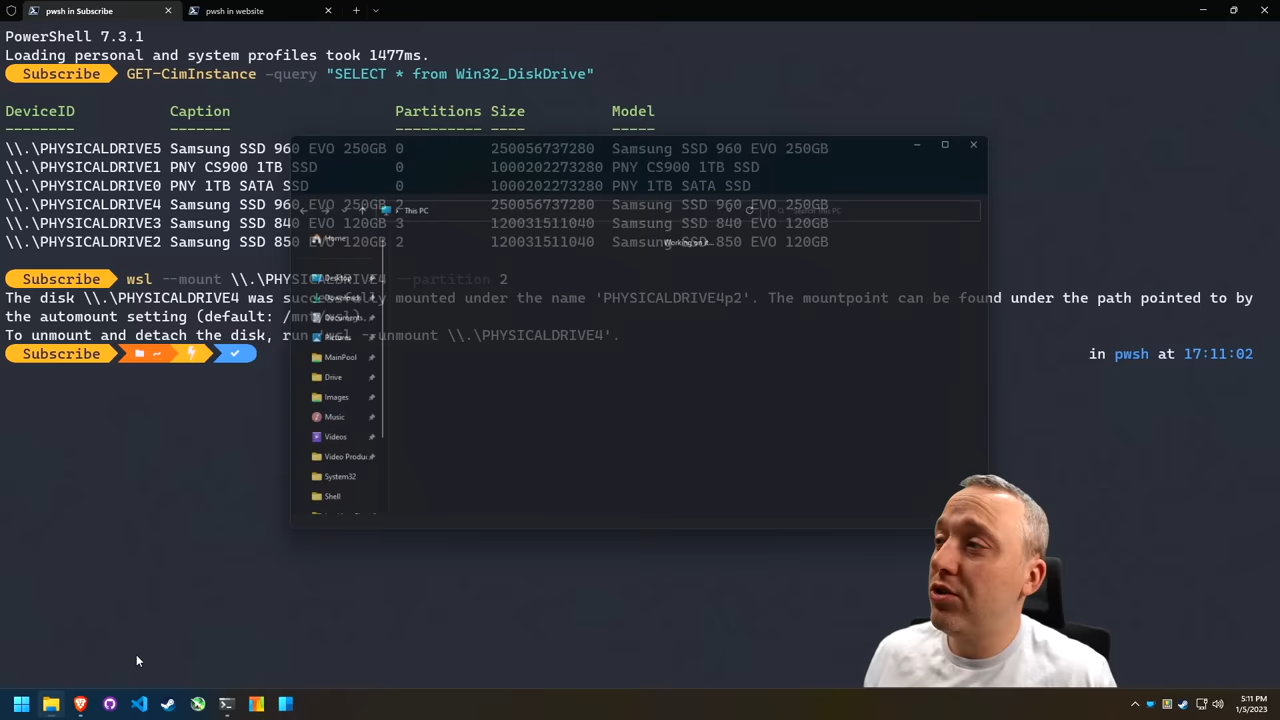 pwsh in Subscribe
pwsh in website
PowerShell 7.3.1
Loading personal and system profiles took 1477ms.
Subscribe GET-CimInstance -query "SELECT * from Win32_DiskDrive"
DeviceID Caption Partitions Size Model
-------- ------- ---------- ---- -----
\\.\PHYSICALDRIVE5 Samsung SSD 960 EVO 250GB 0 250056737280 Samsung SSD 960 EVO 250GB
\\.\PHYSICALDRIVE1 PNY CS900 1TB SSD 0 1000202273280 PNY CS900 1TB SSD
\\.\PHYSICALDRIVE0 PNY 1TB SATA SSD 0 1000202273280 PNY 1TB SATA SSD
\\.\PHYSICALDRIVE4 Samsung SSD 960 EVO 250GB 2 250056737280 Samsung SSD 960 EVO 250GB
\\.\PHYSICALDRIVE3 Samsung SSD 840 EVO 120GB 3 120031511040 Samsung SSD 840 EVO 120GB
\\.\PHYSICALDRIVE2 Samsung SSD 850 EVO 120GB 2 120031511040 Samsung SSD 850 EVO 120GB
Subscribe wsl --mount \\.\PHYSICALDRIVE4 --partition 2
The disk \\.\PHYSICALDRIVE4 was successfully mounted under the name 'PHYSICALDRIVE4p2'. The mountpoint can be found under the path pointed to by
the automount setting (default: /mnt/wsl).
To unmount and detach the disk, run 'wsl --unmount \\.\PHYSICALDRIVE4'.
Subscribe ~ in pwsh at 17:11:02
This PC
Search This PC
Working on it...
Home
Desktop
Downloads
Documents
Pictures
MainPool
Drive
Images
Music
Videos
Video Produc
System32
Shell
5:11 PM
1/5/2023